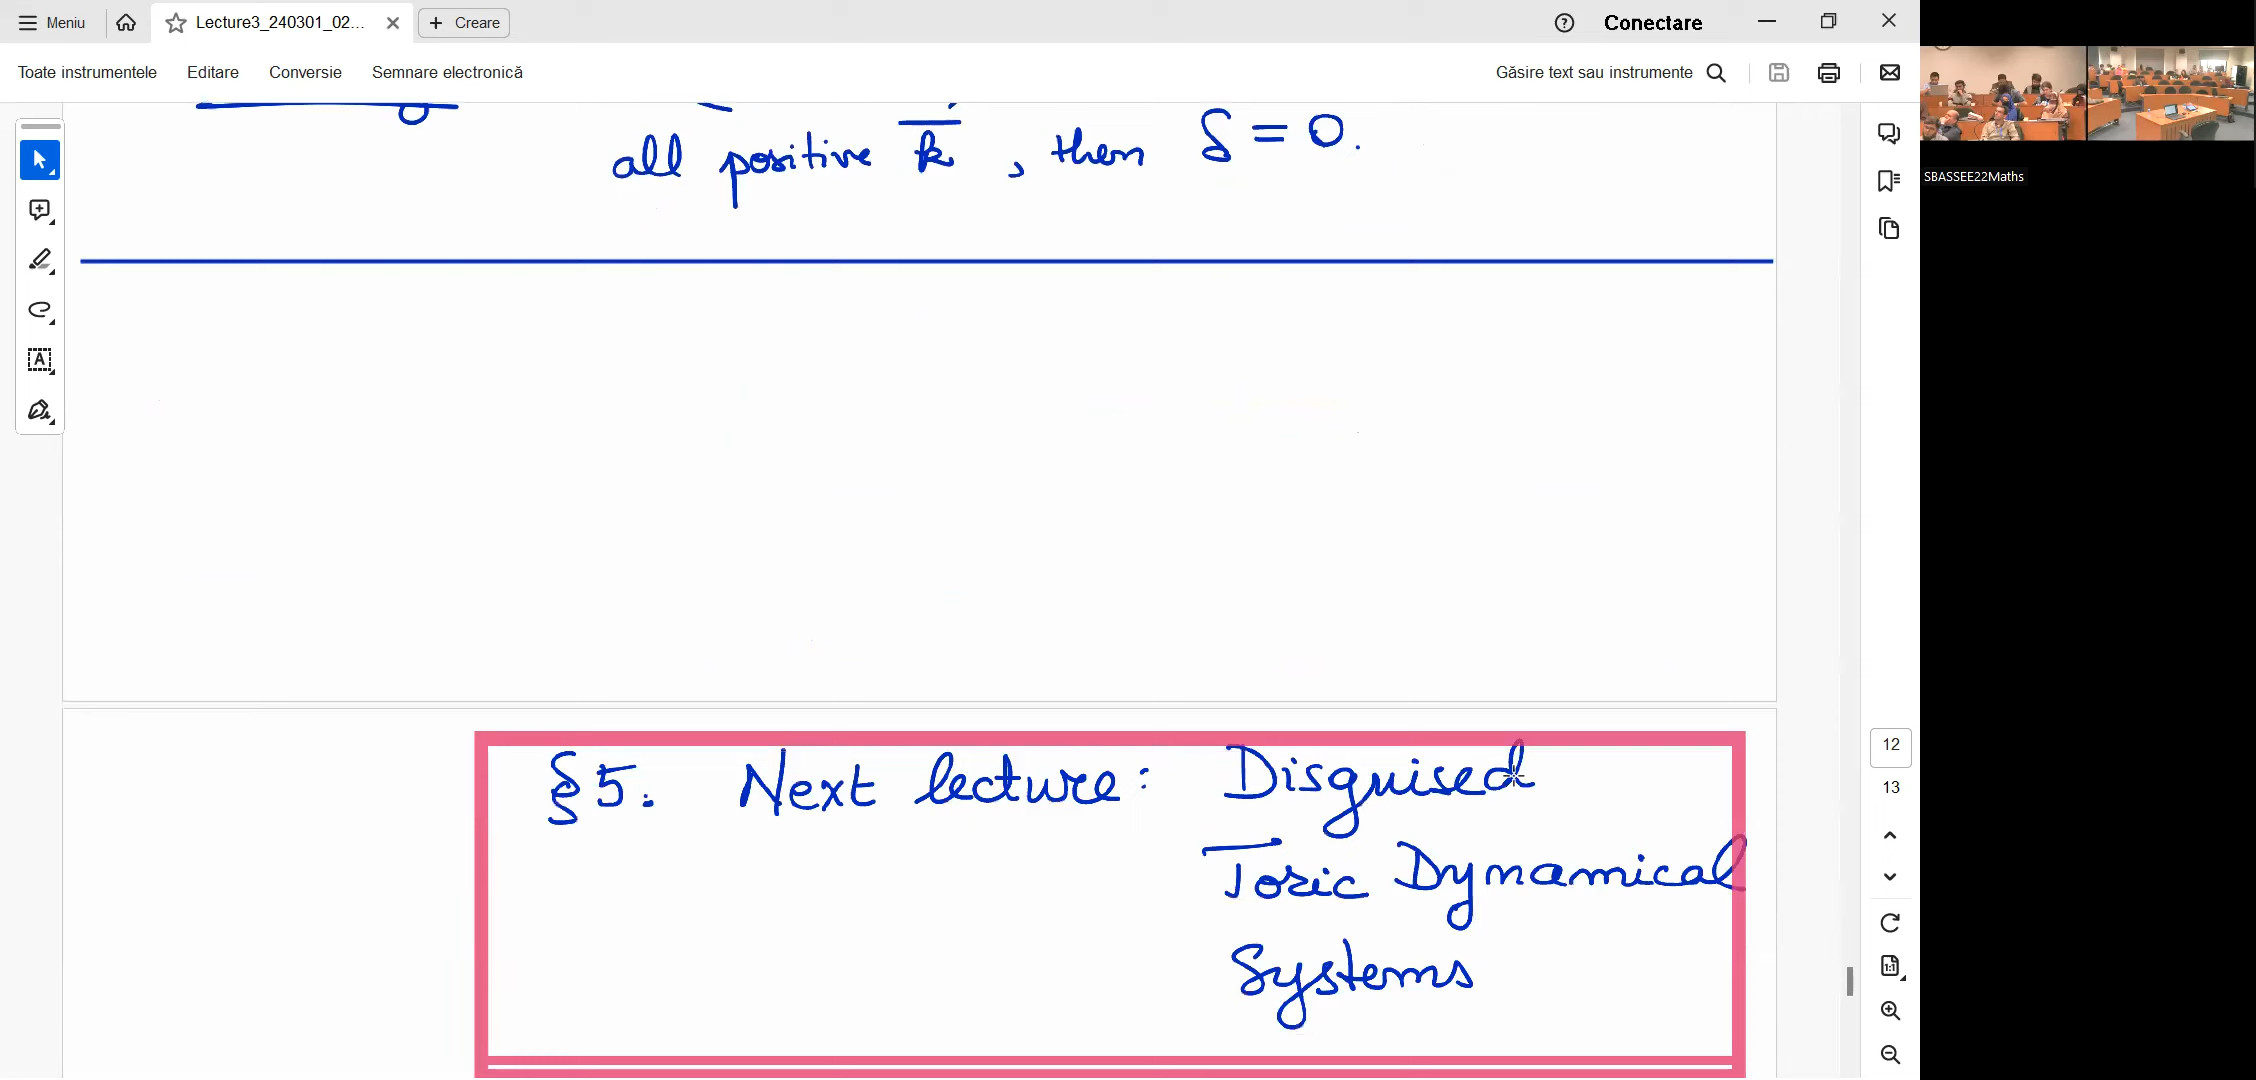 Meniu
Lecture3_240301_02...
Creare
Conectare
Toate instrumentele
Editare
Conversie
Semnare electronică
Găsire text sau instrumente
SBASSEE22Maths
all positive k, then δ = 0.
§5. Next lecture: Disguised
Toric Dynamical
Systems
12
13